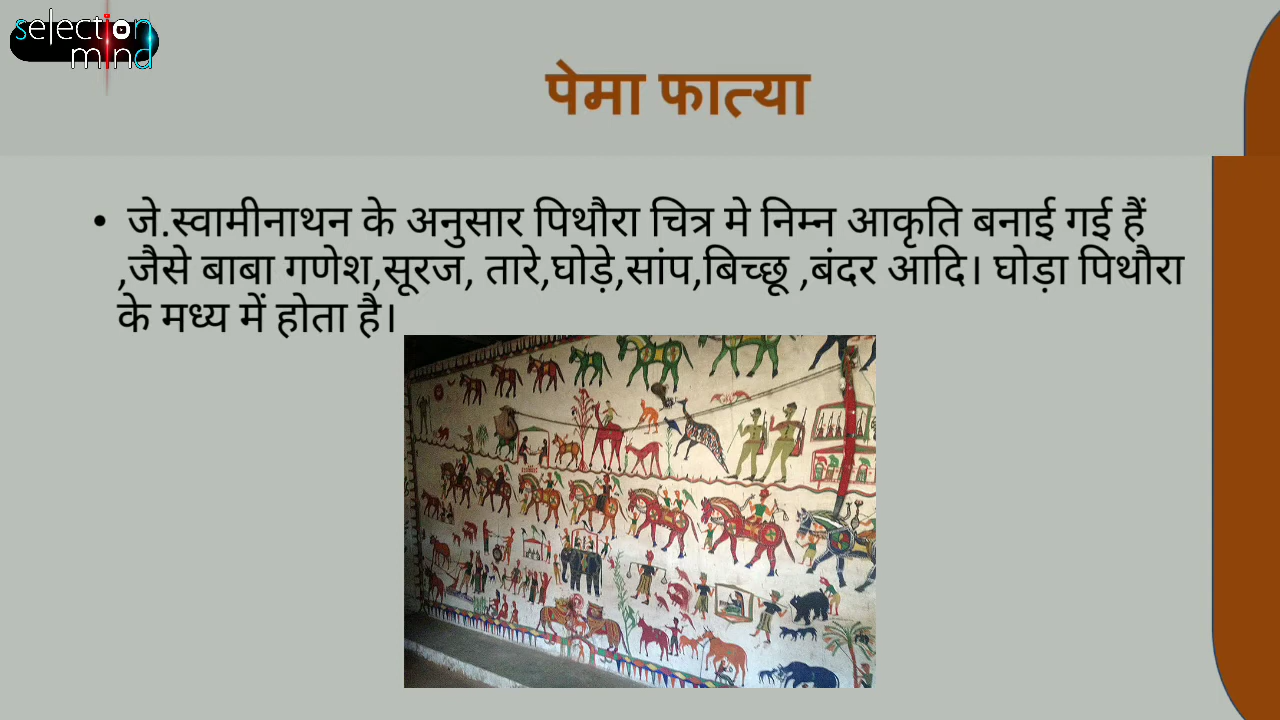 selection
mind
पेमा फात्या
• जे.स्वामीनाथन के अनुसार पिथौरा चित्र मे निम्न आकृति बनाई गई हैं
,जैसे बाबा गणेश,सूरज, तारे,घोड़े,सांप,बिच्छू ,बंदर आदि। घोड़ा पिथौरा
के मध्य में होता है।